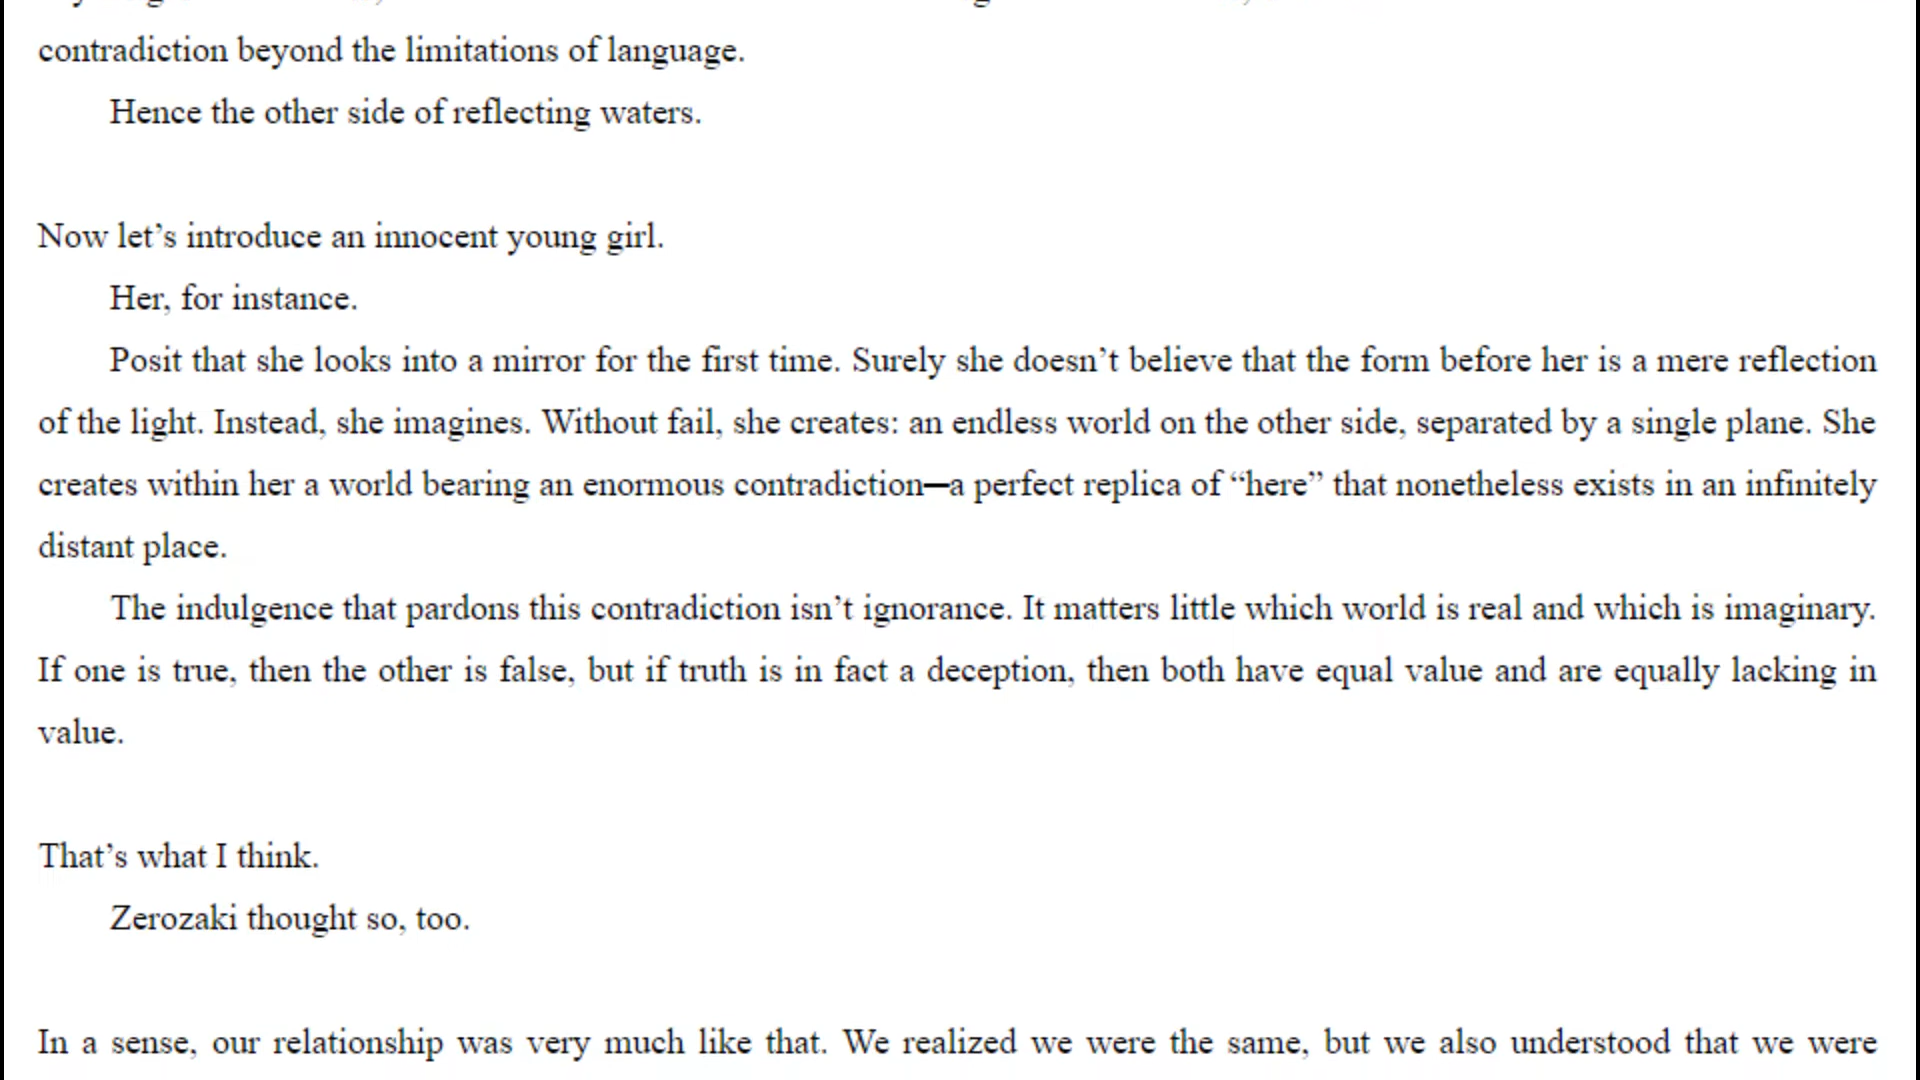 contradiction beyond the limitations of language.
Hence the other side of reflecting waters.
Now let’s introduce an innocent young girl.
Her, for instance.
Posit that she looks into a mirror for the first time. Surely she doesn’t believe that the form before her is a mere reflection
of the light. Instead, she imagines. Without fail, she creates: an endless world on the other side, separated by a single plane. She
creates within her a world bearing an enormous contradiction—a perfect replica of “here” that nonetheless exists in an infinitely
distant place.
The indulgence that pardons this contradiction isn’t ignorance. It matters little which world is real and which is imaginary.
If one is true, then the other is false, but if truth is in fact a deception, then both have equal value and are equally lacking in
value.
That’s what I think.
Zerozaki thought so, too.
In a sense, our relationship was very much like that. We realized we were the same, but we also understood that we were